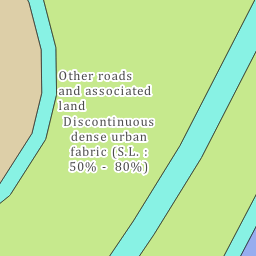 Other roads
and associated
land
Discontinuous
dense urban
fabric (S.L. :
50% - 80%)